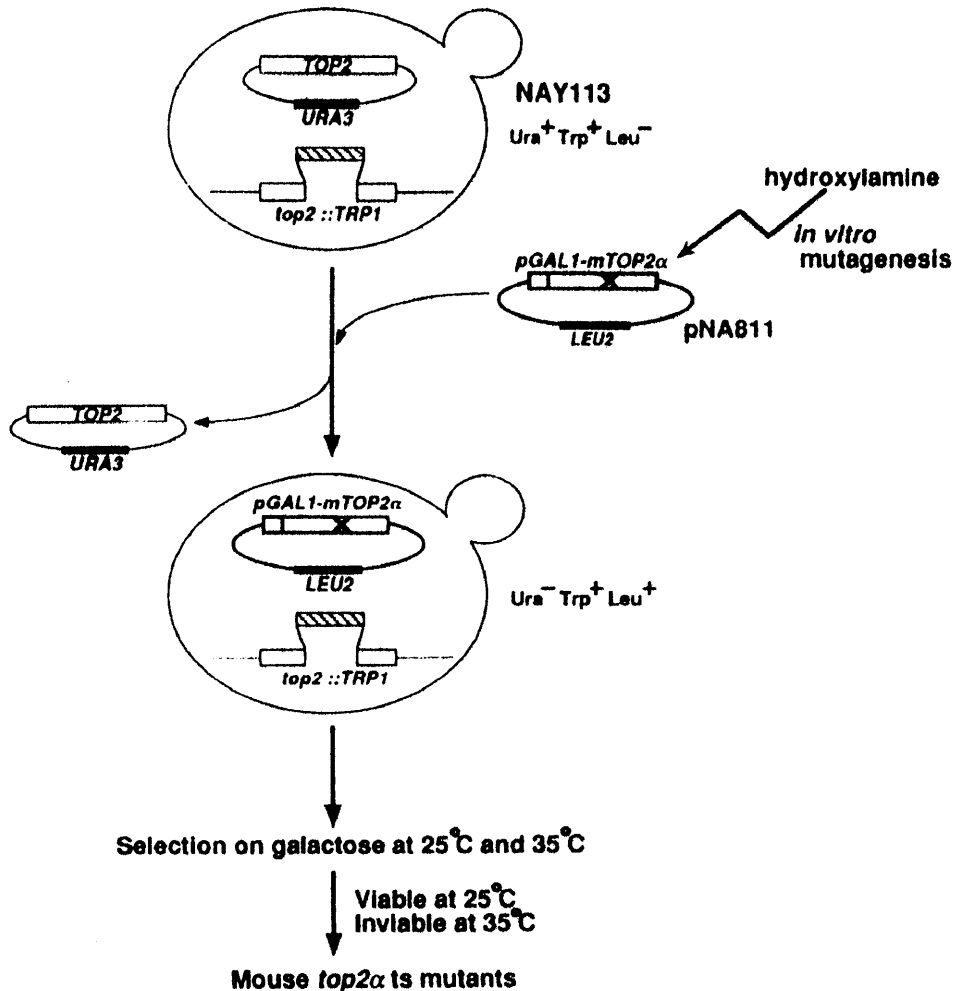 TOP2
URA3
NAY113
Ura+ Trp+ Leu−
top2 ::TRP1
hydroxylamine
in vitro
mutagenesis
pGAL1-mTOP2α
LEU2
pNA811
TOP2
URA3
pGAL1-mTOP2α
LEU2
Ura− Trp+ Leu+
top2 ::TRP1
Selection on galactose at 25°C and 35°C
Viable at 25°C
Inviable at 35°C
Mouse top2α ts mutants